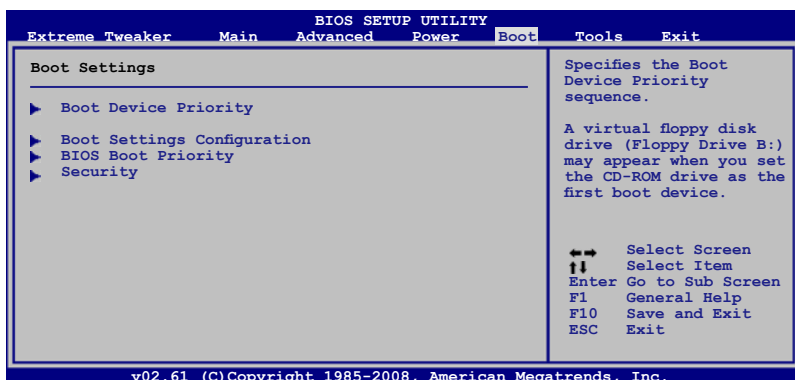 BIOS SETUP UTILITY
Extreme Tweaker Main Advanced Power Boot Tools Exit
Boot Settings
Boot Device Priority
Boot Settings Configuration
BIOS Boot Priority
Security
Specifies the Boot
Device Priority
sequence.
A virtual floppy disk
drive (Floppy Drive B:)
may appear when you set
the CD-ROM drive as the
first boot device.
←→ Select Screen
↑↓ Select Item
Enter Go to Sub Screen
F1 General Help
F10 Save and Exit
ESC Exit
v02.61 (C)Copyright 1985-2008, American Megatrends, Inc.